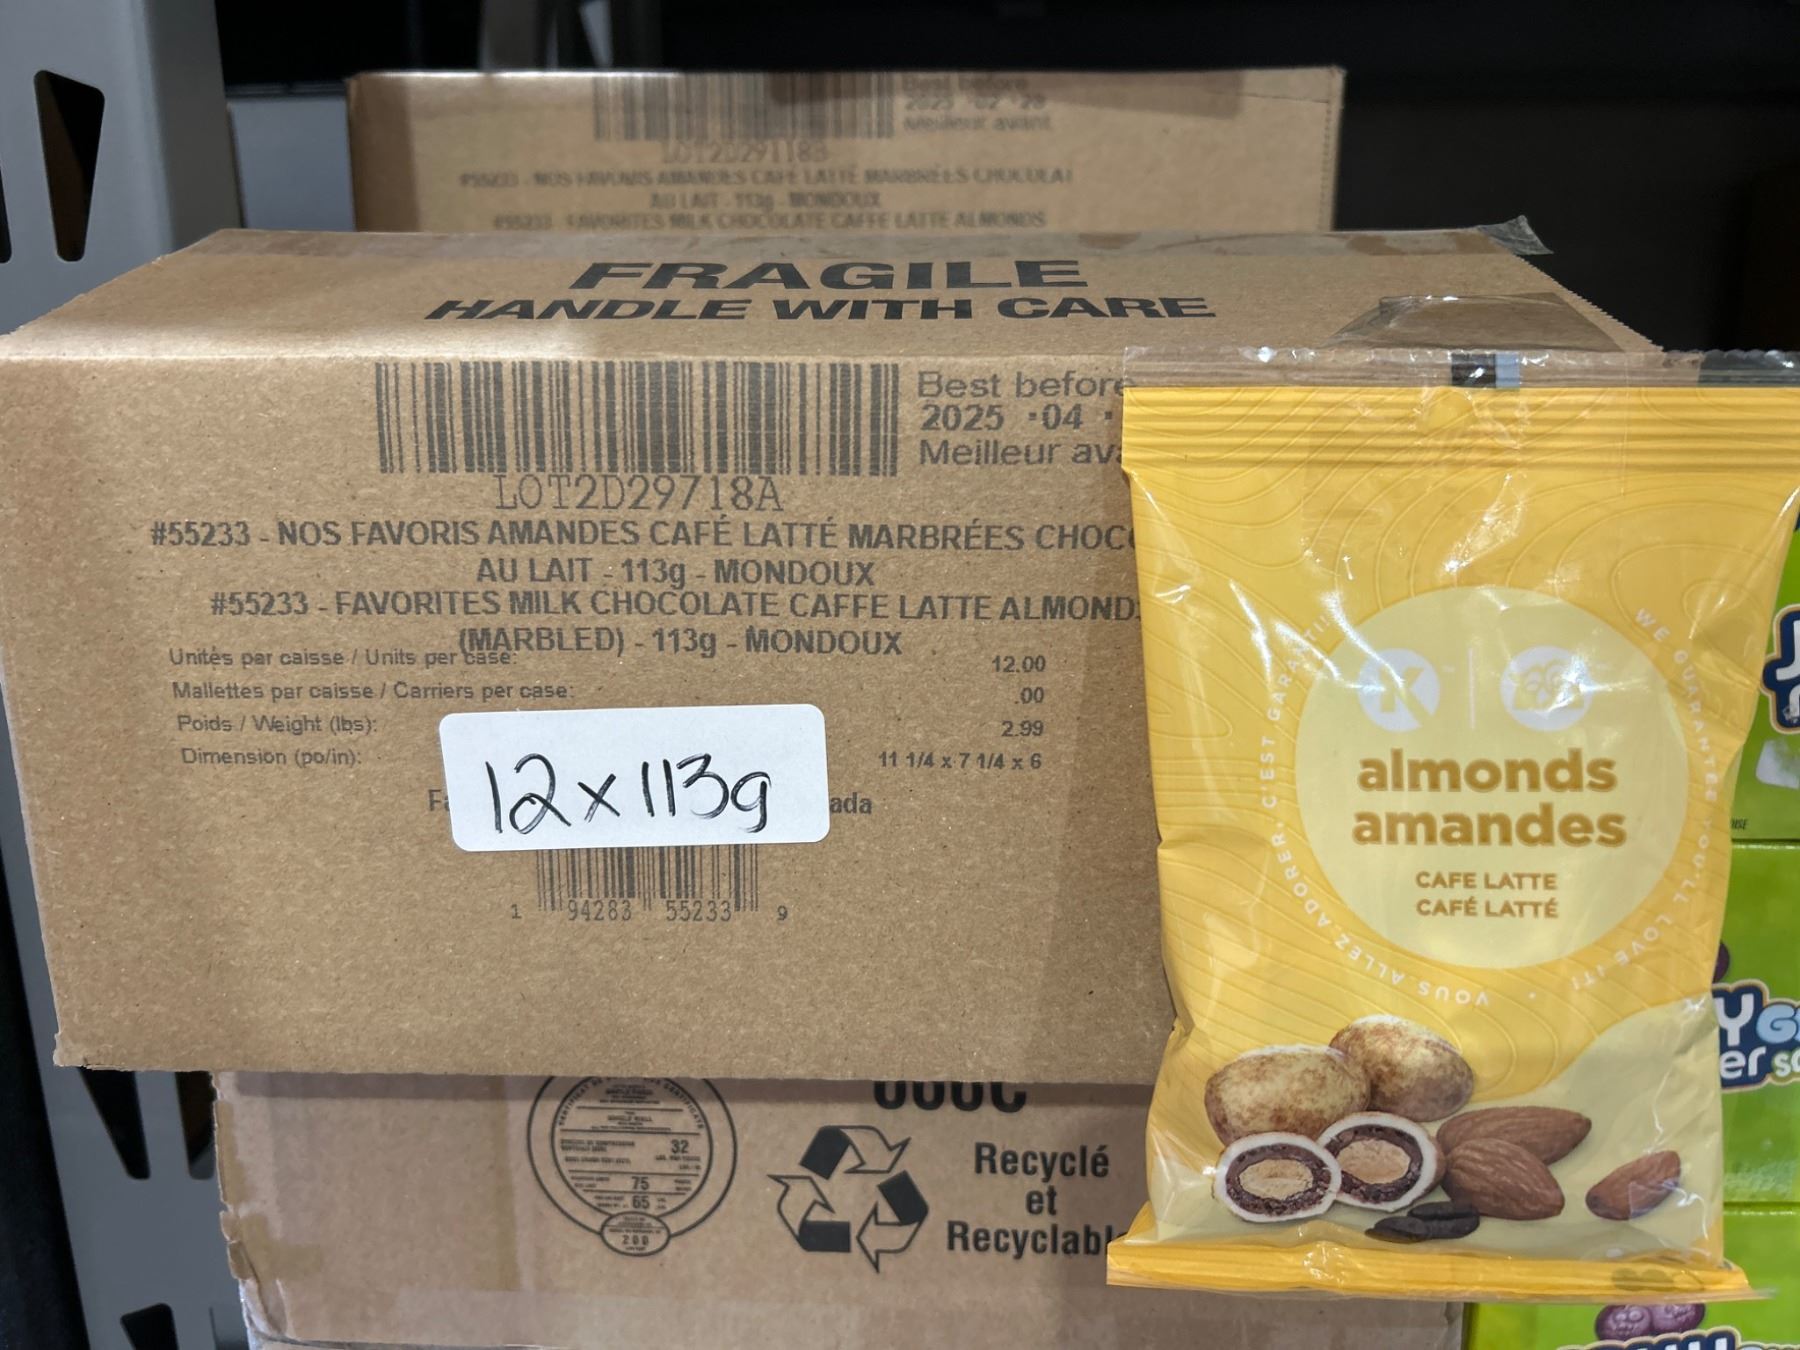 Best before
2025 02 28
Meilleur avant
LOT2D29118B
#55233 - NOS FAVORIS AMANDES CAFÉ LATTÉ MARBRÉES CHOCOLAT
AU LAIT - 113g - MONDOUX
#55233 - FAVORITES MILK CHOCOLATE CAFFE LATTE ALMONDS
FRAGILE
HANDLE WITH CARE
Best before
2025 04
Meilleur ava
LOT2D29718A
#55233 - NOS FAVORIS AMANDES CAFÉ LATTÉ MARBRÉES CHOC
AU LAIT - 113g - MONDOUX
#55233 - FAVORITES MILK CHOCOLATE CAFFE LATTE ALMOND
(MARBLED) - 113g - MONDOUX
Unités par caisse / Units per case: 12.00
Mallettes par caisse / Carriers per case: .00
Poids / Weight (lbs): 2.99
Dimension (po/in): 11 1/4 x 7 1/4 x 6
12 x 113g
ada
1 94283 55233 9
K
almonds
amandes
CAFE LATTE
CAFÉ LATTÉ
WE GUARANTEE YOU'LL LOVE IT!
VOUS ALLEZ ADORER, C'EST GARANTI!
32
75
65
200
Recyclé
et
Recyclabl